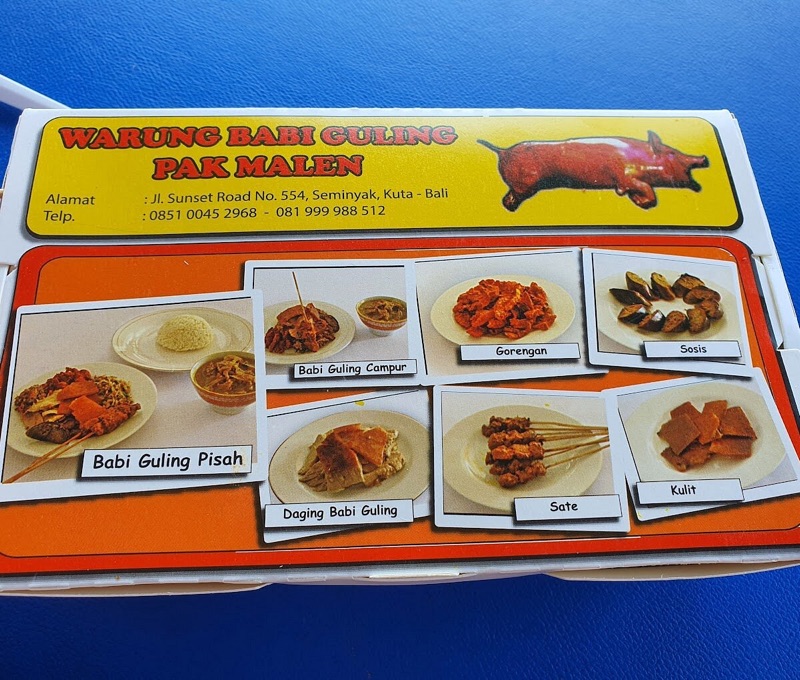 WARUNG BABI GULING
PAK MALEN
Alamat : Jl. Sunset Road No. 554, Seminyak, Kuta - Bali
Telp. : 0851 0045 2968 - 081 999 988 512
Babi Guling Campur
Gorengan
Sosis
Babi Guling Pisah
Daging Babi Guling
Sate
Kulit